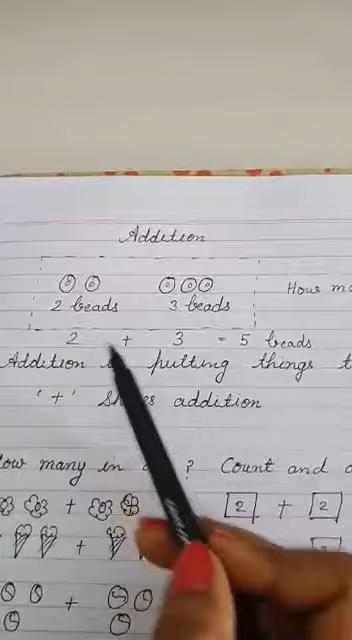 Addition
2 beads 3 beads
2 + 3 = 5 beads
Addition putting things
'+' addition
many in ? Count and
+ 2 + 2
+
+